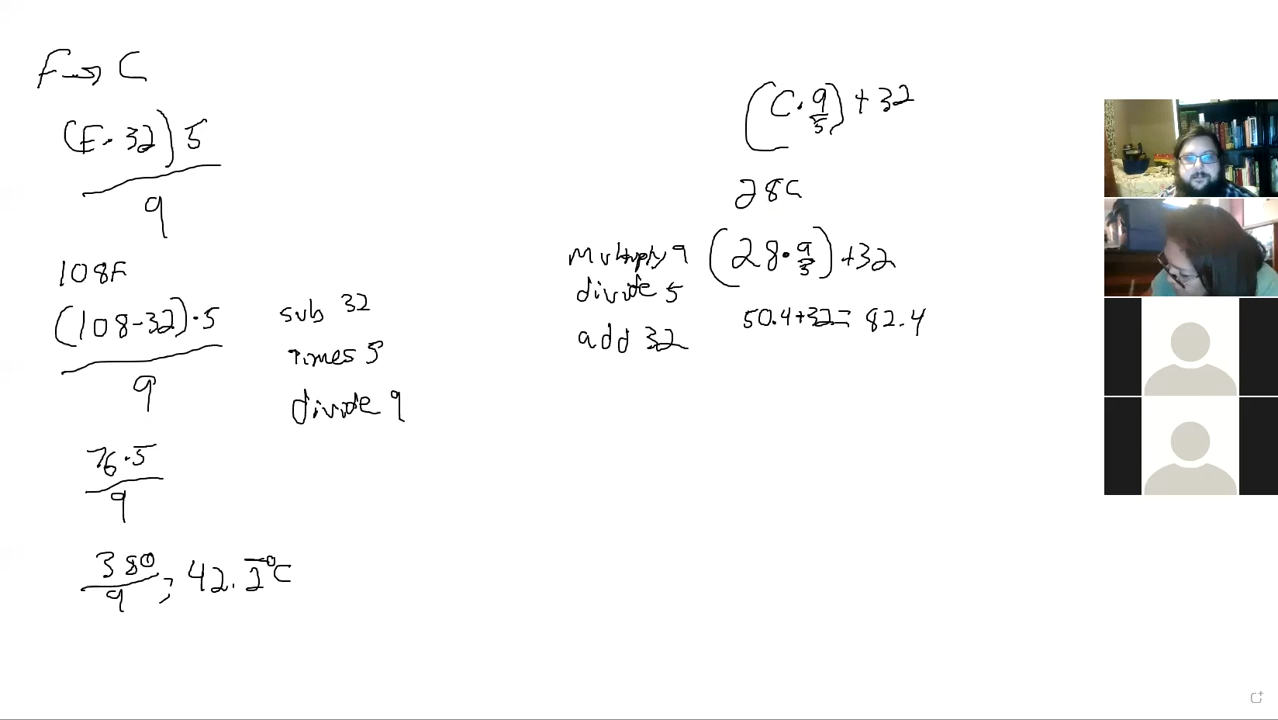 F → C
(F - 32) 5
9
108F
(108-32)·5
9
76·5
9
380
9
; 42.2̅°C
sub 32
times 5
divide 9
(C·9/5)+32
28C
(28·9/5)+32
50.4+32= 82.4
Multiply 9
divide 5
add 32